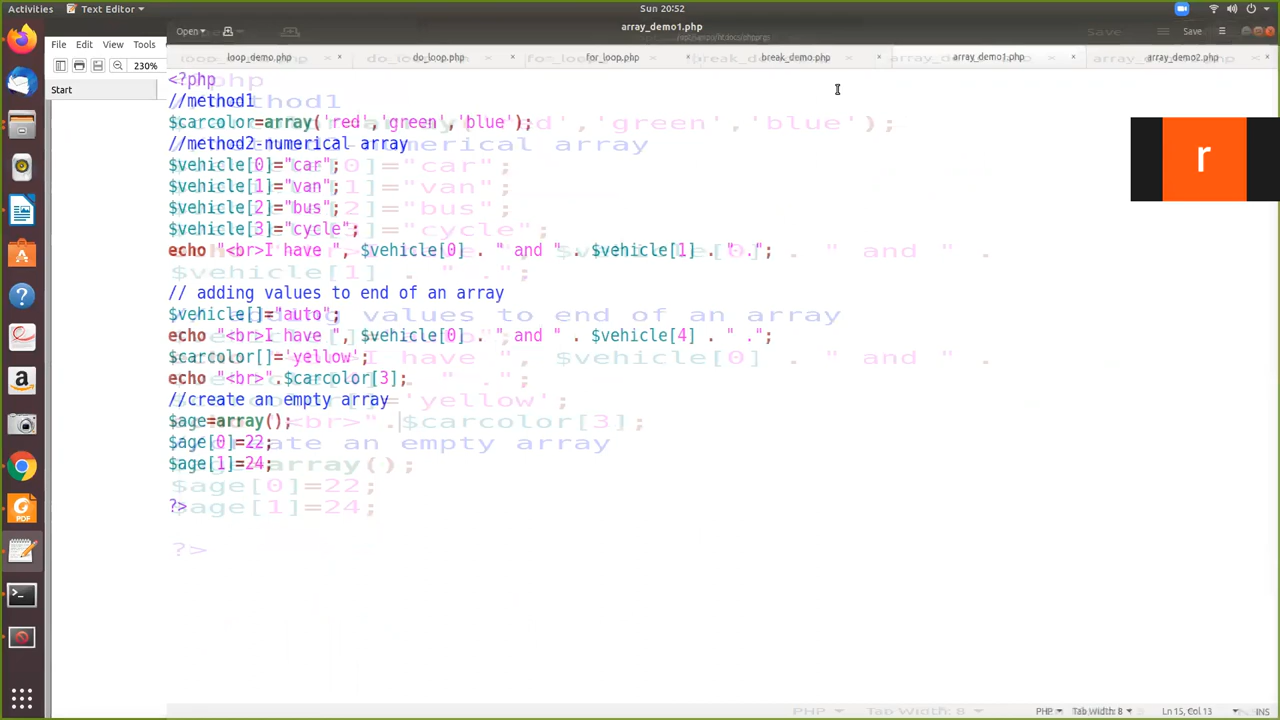 Activities
Text Editor
Sun 20:52
File Edit View Tools
230%
Start
Open
array_demo1.php
/opt/lampp/htdocs/phpprgs
Save
loop_demo.php
do_loop.php
for_loop.php
break_demo.php
array_demo1.php
array_demo2.php
<?php
//method1
$carcolor=array('red','green','blue');
//method2-numerical array
$vehicle[0]="car";
$vehicle[1]="van";
$vehicle[2]="bus";
$vehicle[3]="cycle";
echo "<br>I have ", $vehicle[0] . " and " . $vehicle[1] . " .";
// adding values to end of an array
$vehicle[]="auto";
echo "<br>I have ", $vehicle[0] . " and " . $vehicle[4] . " .";
$carcolor[]='yellow';
echo "<br>".$carcolor[3];
//create an empty array
$age=array();
$age[0]=22;
$age[1]=24;
?>
r
PHP
Tab Width: 8
Ln 15, Col 13
INS